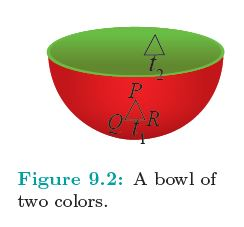 t₂
P
Q t₁ R
Figure 9.2: A bowl of
two colors.